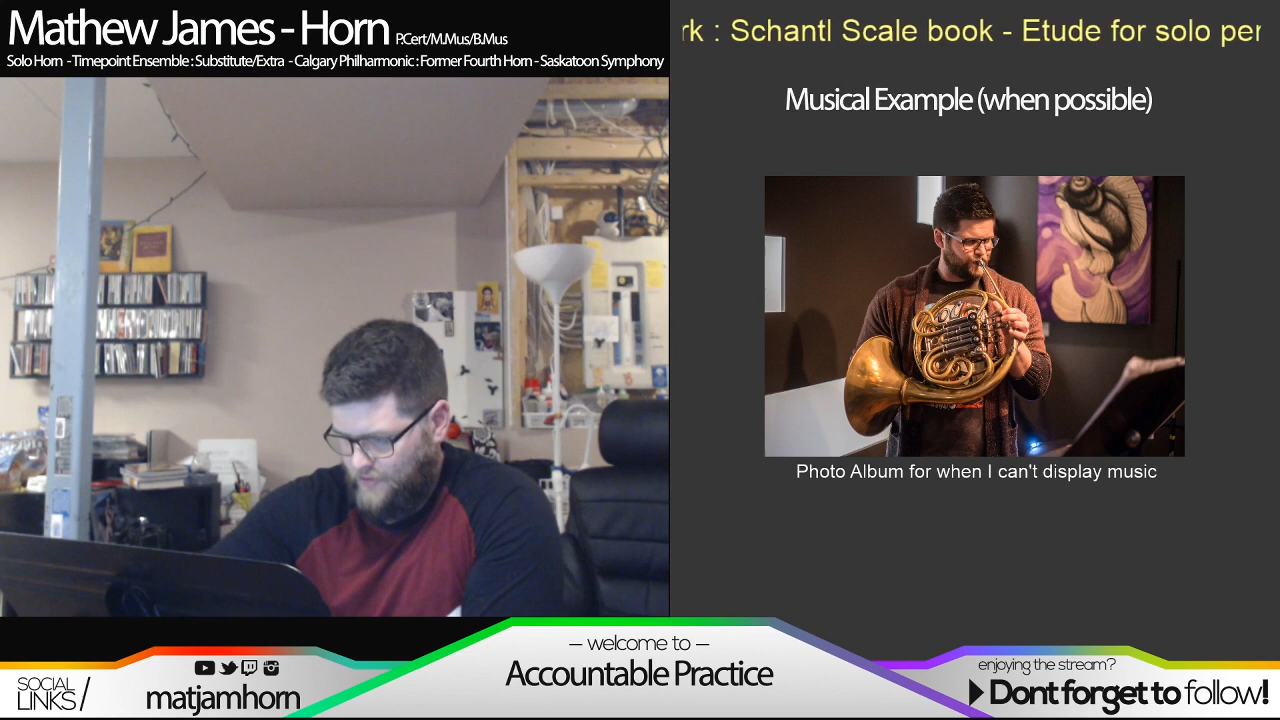 Mathew James - Horn P.Cert/M.Mus/B.Mus
Solo Horn - Timepoint Ensemble : Substitute/Extra - Calgary Philharmonic : Former Fourth Horn - Saskatoon Symphony
rk : Schantl Scale book - Etude for solo per
Musical Example (when possible)
Photo Album for when I can't display music
SOCIAL
LINKS /
matjamhorn
– welcome to –
Accountable Practice
enjoying the stream?
Dont forget to follow!